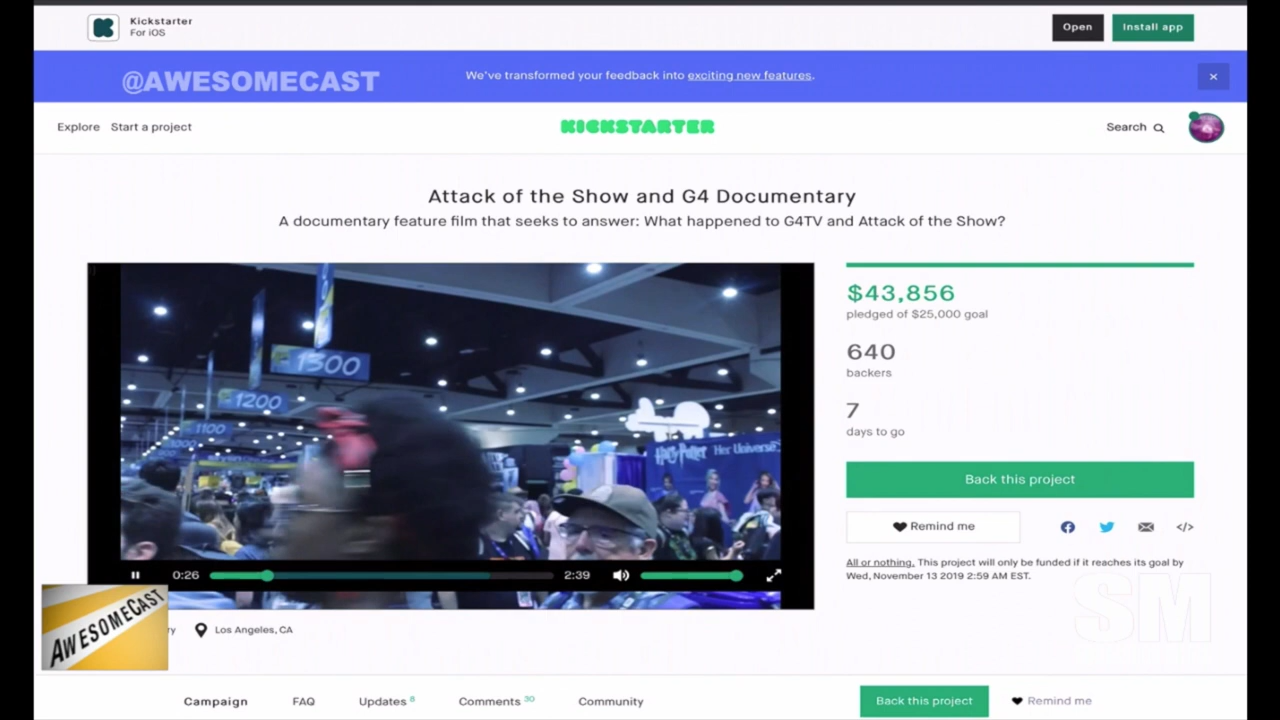 Kickstarter
For iOS
Open
Install app
@AWESOMECAST
We've transformed your feedback into exciting new features.
Explore
Start a project
KICKSTARTER
Search
Attack of the Show and G4 Documentary
A documentary feature film that seeks to answer: What happened to G4TV and Attack of the Show?
1300
1200
1100
1000
Harry Potter
Her Universe
0:26
2:39
$43,856
pledged of $25,000 goal
640
backers
7
days to go
Back this project
Remind me
</>
All or nothing. This project will only be funded if it reaches its goal by
Wed, November 13 2019 2:59 AM EST.
SM
AWESOMECAST
ry
Los Angeles, CA
Campaign
FAQ
Updates 8
Comments 30
Community
Back this project
Remind me